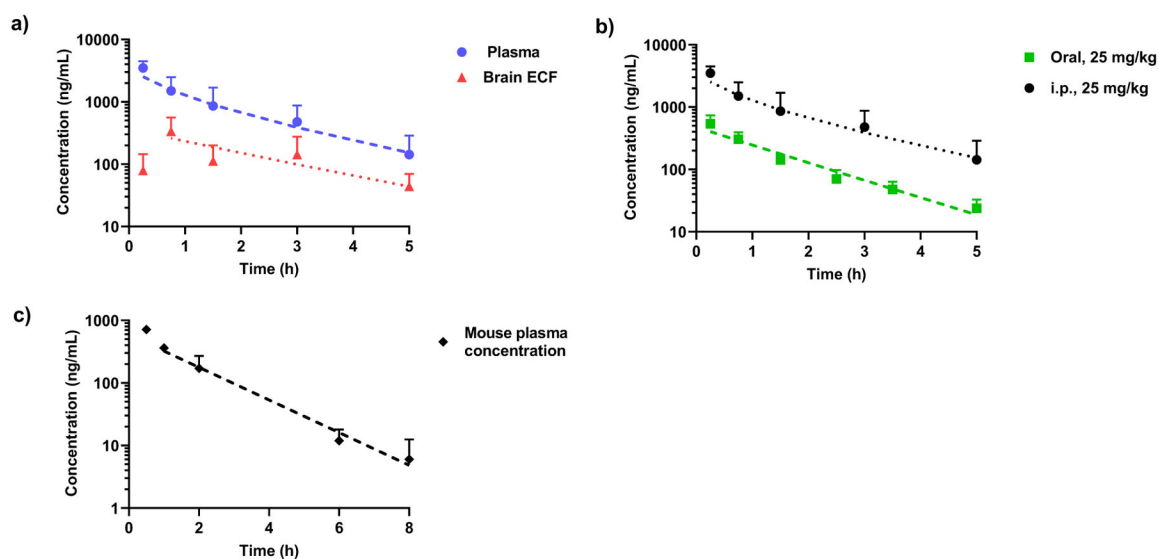 a)
10000
1000
100
10
Concentration (ng/mL)
0 1 2 3 4 5
Time (h)
Plasma
Brain ECF
b)
10000
1000
100
10
Concentration (ng/mL)
0 1 2 3 4 5
Time (h)
Oral, 25 mg/kg
i.p., 25 mg/kg
c)
1000
100
10
1
Concentration (ng/mL)
0 2 4 6 8
Time (h)
Mouse plasma
concentration